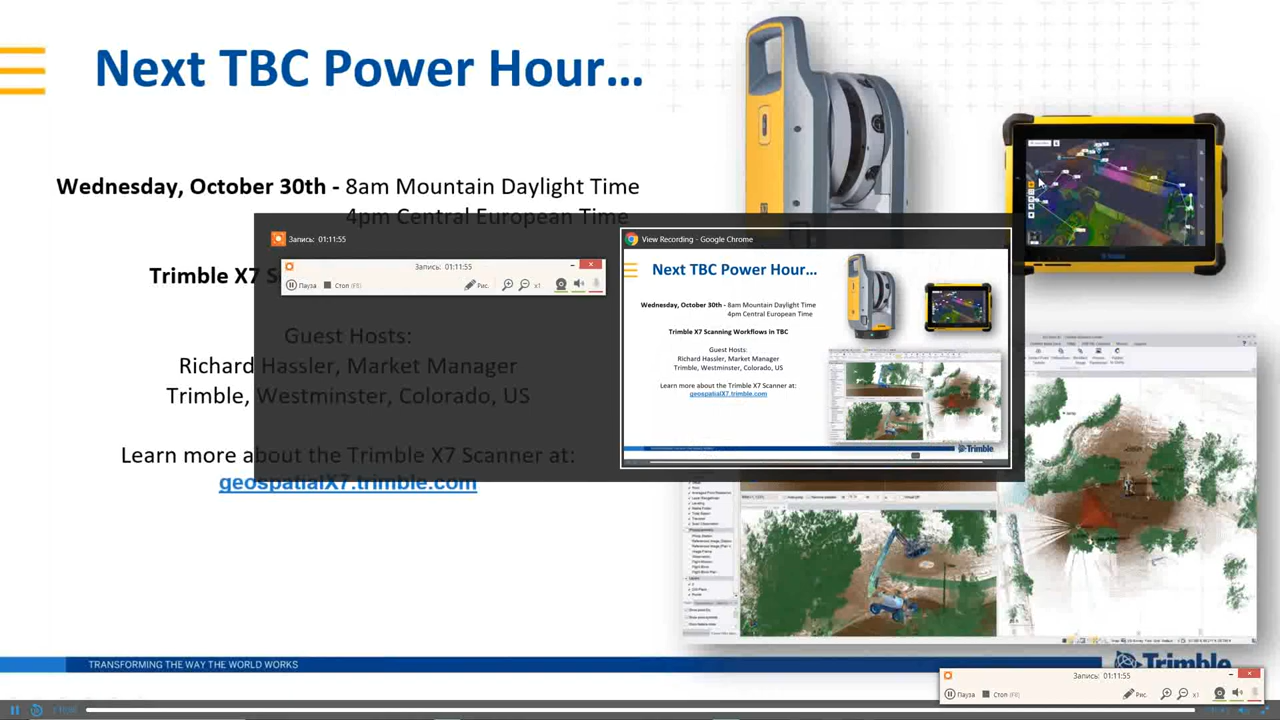 Next TBC Power Hour...
Wednesday, October 30th - 8am Mountain Daylight Time
4pm Central European Time
Запись: 01:11:55
View Recording - Google Chrome
Запись: 01:11:55
Пауза
Стоп (F5)
Рис.
x1
Next TBC Power Hour...
Wednesday, October 30th - 8am Mountain Daylight Time
4pm Central European Time
Trimble X7 Scanning Workflows in TBC
Guest Hosts:
Richard Hassler, Market Manager
Trimble, Westminster, Colorado, US
Learn more about the Trimble X7 Scanner at:
geospatialX7.trimble.com
Trimble
Trimble X7 S
Guest Hosts:
Richard Hassler, Market Manager
Trimble, Westminster, Colorado, US
Learn more about the Trimble X7 Scanner at:
geospatialX7.trimble.com
TRANSFORMING THE WAY THE WORLD WORKS
Trimble
Запись: 01:11:55
Пауза
Стоп (F6)
Рис.
x1